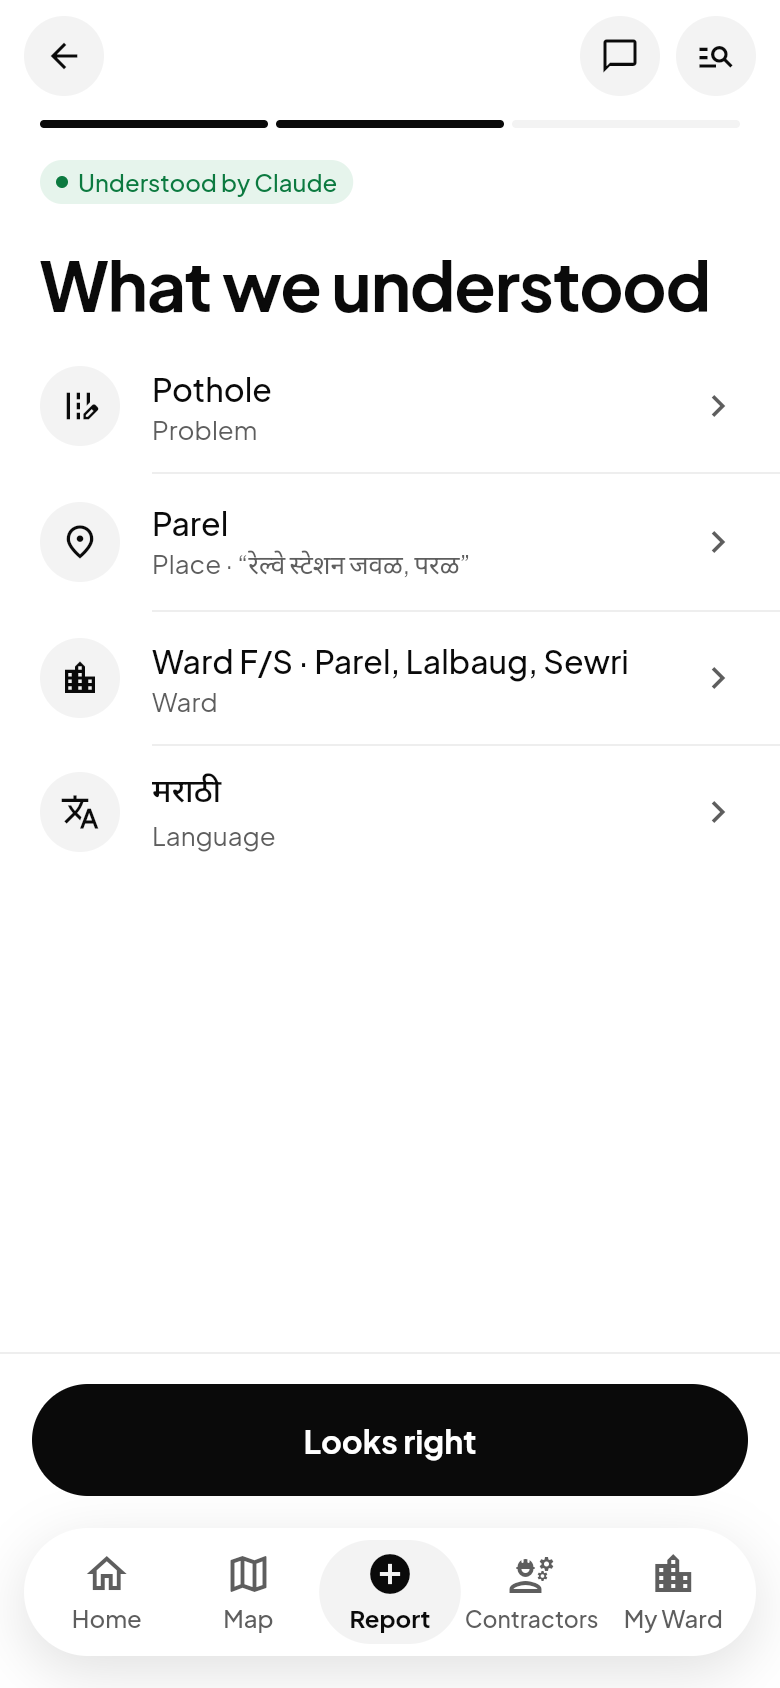 Understood by Claude
What we understood
Pothole
Problem
Parel
Place · “रेल्वे स्टेशन जवळ, परळ”
Ward F/S · Parel, Lalbaug, Sewri
Ward
मराठी
Language
Looks right
Home
Map
Report
Contractors
My Ward